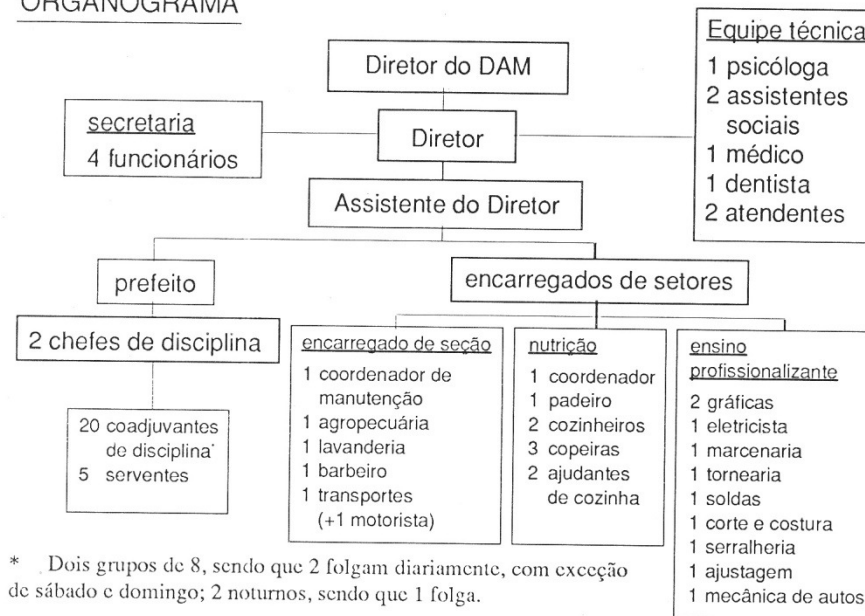 ORGANOGRAMA
Diretor do DAM
secretaria
4 funcionários
Diretor
Equipe técnica
1 psicóloga
2 assistentes
sociais
1 médico
1 dentista
2 atendentes
Assistente do Diretor
prefeito
encarregados de setores
2 chefes de disciplina
20 coadjuvantes
de disciplina*
5 serventes
encarregado de seção
1 coordenador de
manutenção
1 agropecuária
1 lavanderia
1 barbeiro
1 transportes
(+1 motorista)
nutrição
1 coordenador
1 padeiro
2 cozinheiros
3 copeiras
2 ajudantes
de cozinha
ensino
profissionalizante
2 gráficas
1 eletricista
1 marcenaria
1 tornearia
1 soldas
1 corte e costura
1 serralheria
1 ajustagem
1 mecânica de autos
* Dois grupos de 8, sendo que 2 folgam diariamente, com exceção
de sábado e domingo; 2 noturnos, sendo que 1 folga.